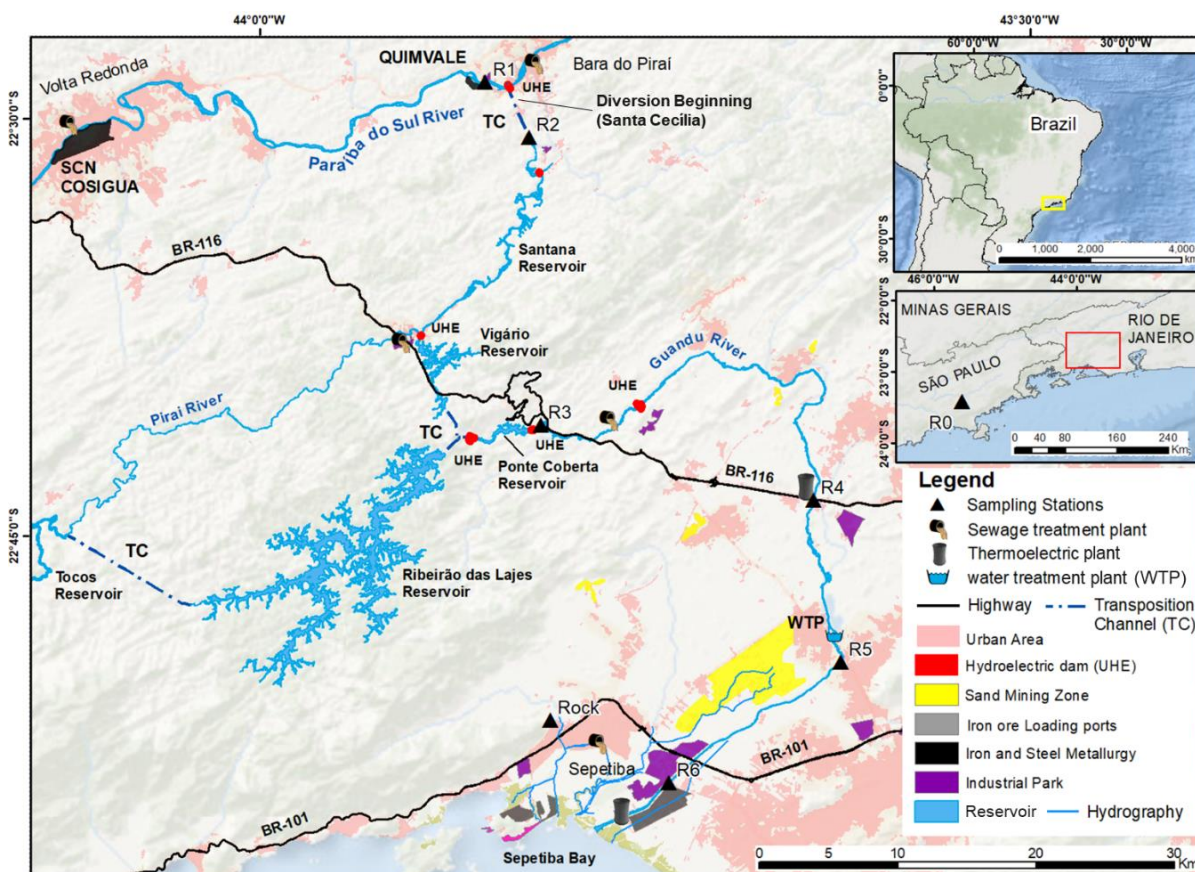 44°0'0"W
43°30'0"W
Volta Redonda
QUIMVALE
R1
UHE
Bara do Piraí
Diversion Beginning
(Santa Cecília)
TC
R2
22°30'0"S
Paraíba do Sul River
SCN
COSIGUA
BR-116
Santana
Reservoir
UHE
Vigário
Reservoir
Guandu River
UHE
Pirai River
R3
TC
UHE
UHE
Ponte Coberta
Reservoir
BR-116
R4
22°45'0"S
TC
Tocos
Reservoir
Ribeirão das Lajes
Reservoir
WTP
R5
Rock
Sepetiba
R6
BR-101
BR-101
Sepetiba Bay
60°0'0"W
30°0'0"W
0°0'0"
Brazil
30°0'0"S
0
1,000
2,000
4,000
km
46°0'0"W
44°0'0"W
22°0'0"S
MINAS GERAIS
RIO DE
JANEIRO
23°0'0"S
SÃO PAULO
R0
24°0'0"S
0 40 80 160 240
Km
Legend
Sampling Stations
Sewage treatment plant
Thermoelectric plant
water treatment plant (WTP)
Highway
Transposition
Channel (TC)
Urban Area
Hydroelectric dam (UHE)
Sand Mining Zone
Iron ore Loading ports
Iron and Steel Metallurgy
Industrial Park
Reservoir
Hydrography
0 5 10 20 30
Km